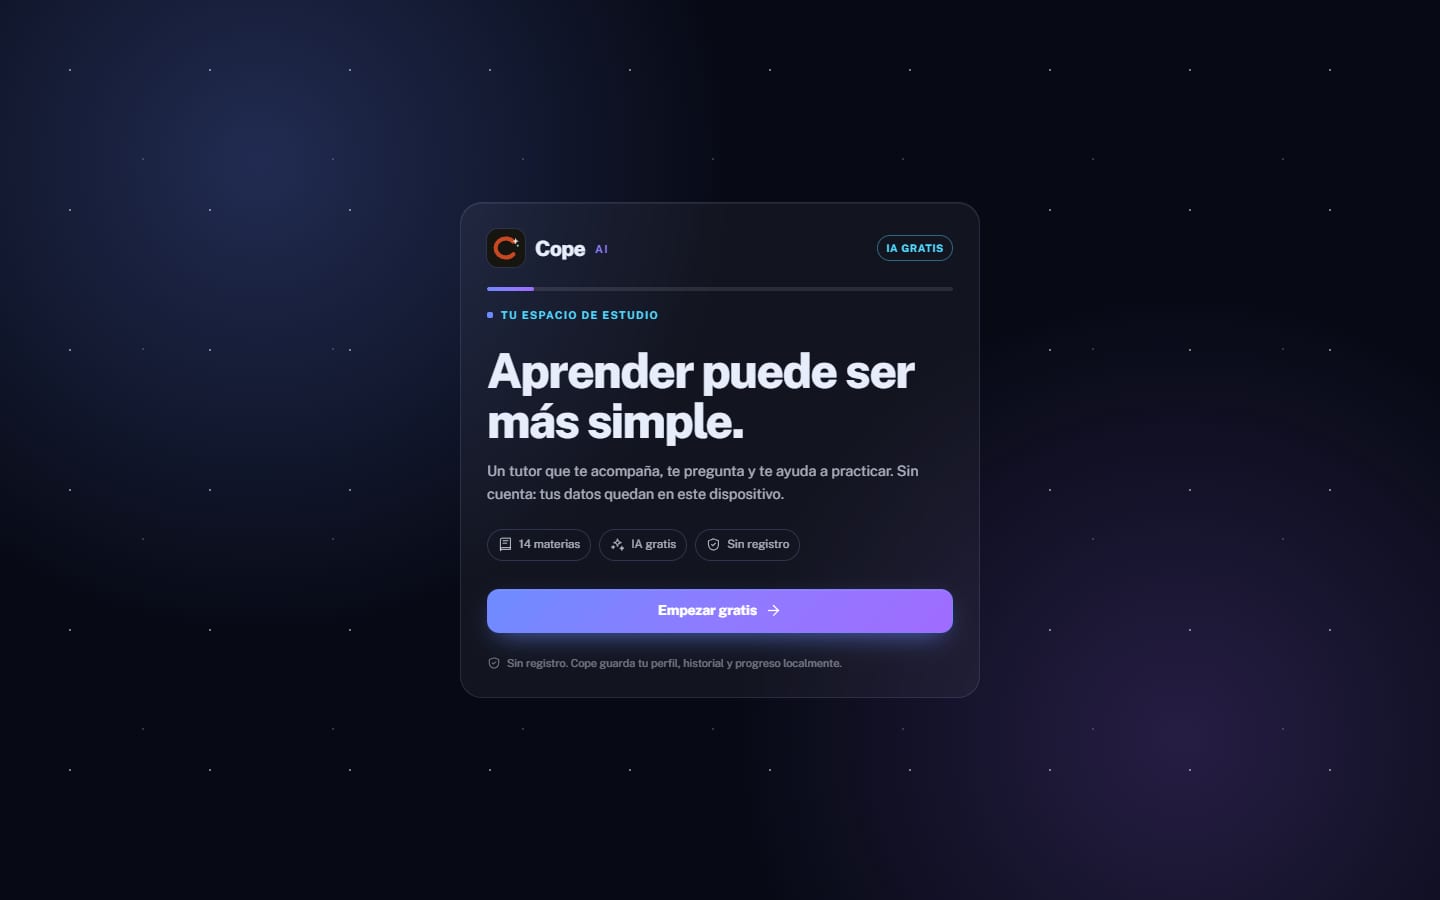 Cope AI
IA GRATIS
TU ESPACIO DE ESTUDIO
Aprender puede ser
más simple.
Un tutor que te acompaña, te pregunta y te ayuda a practicar. Sin
cuenta: tus datos quedan en este dispositivo.
14 materias
IA gratis
Sin registro
Empezar gratis →
Sin registro. Cope guarda tu perfil, historial y progreso localmente.